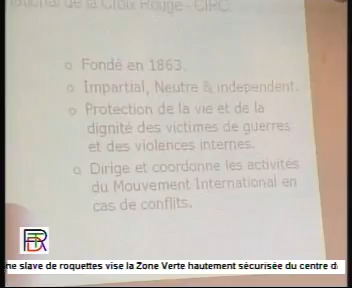 de la Croix Rouge - CIRC
o Fondé en 1863.
o Impartial, Neutre & independent.
o Protection de la vie et de la
dignité des victimes de guerres
et des violences internes.
o Dirige et coordonne les activités
du Mouvement International en
cas de conflits.
ne slave de roquettes vise la Zone Verte hautement sécurisée du centre d